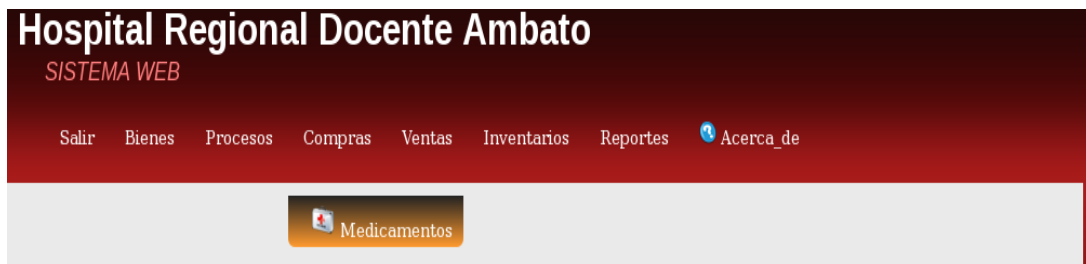 Hospital Regional Docente Ambato
SISTEMA WEB
Salir Bienes Procesos Compras Ventas Inventarios Reportes ? Acerca_de
Medicamentos